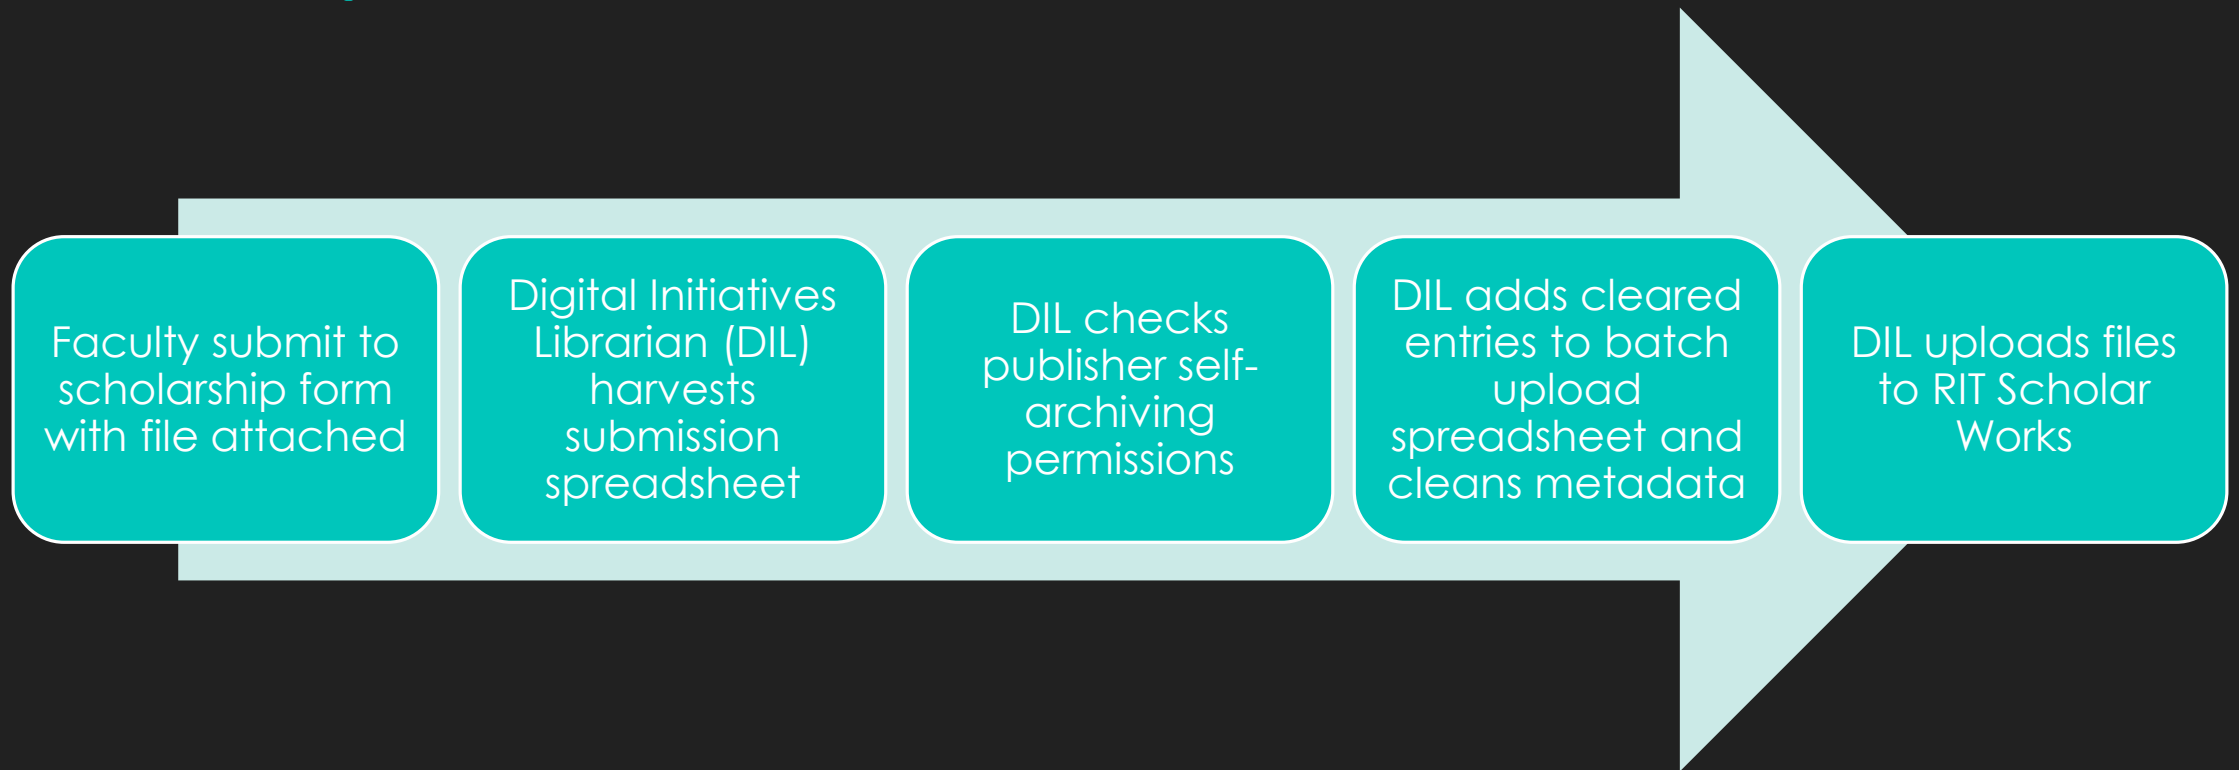 Faculty submit to
scholarship form
with file attached
Digital Initiatives
Librarian (DIL)
harvests
submission
spreadsheet
DIL checks
publisher self-
archiving
permissions
DIL adds cleared
entries to batch
upload
spreadsheet and
cleans metadata
DIL uploads files
to RIT Scholar
Works